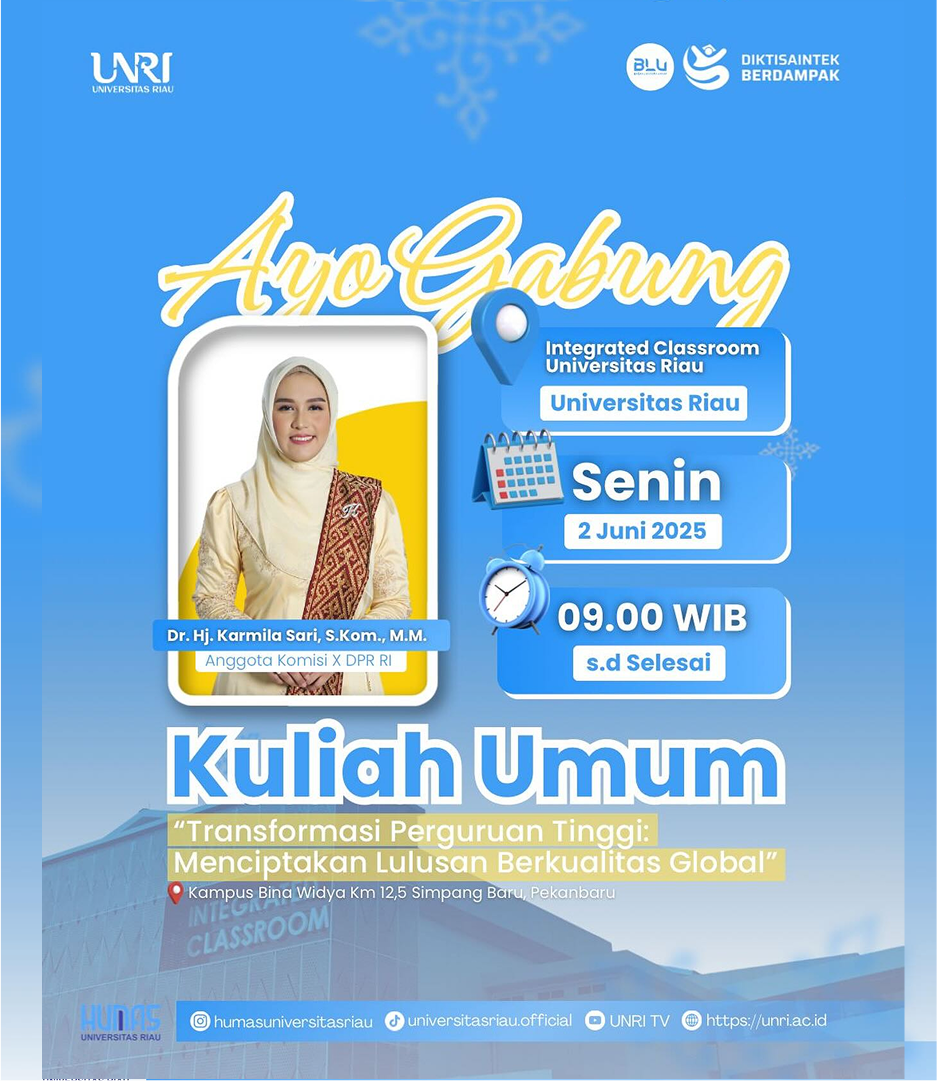 UNRI
UNIVERSITAS RIAU
BLU
DIKTISAINTEK
BERDAMPAK
Ayo Gabung
Integrated Classroom
Universitas Riau
Universitas Riau
Senin
2 Juni 2025
09.00 WIB
s.d Selesai
Dr. Hj. Karmila Sari, S.Kom., M.M.
Anggota Komisi X DPR RI
Kuliah Umum
“Transformasi Perguruan Tinggi:
Menciptakan Lulusan Berkualitas Global”
Kampus Bina Widya Km 12,5 Simpang Baru, Pekanbaru
INTEGRATED
CLASSROOM
HUMAS
UNIVERSITAS RIAU
humasuniversitasriau
universitasriau.official
UNRI TV
https://unri.ac.id